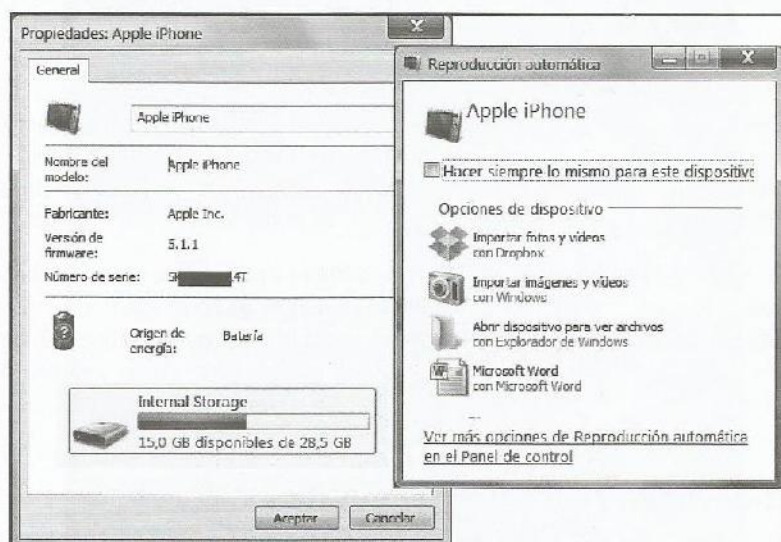 Propiedades: Apple iPhone
General
Apple iPhone
Nombre del
modelo:
Apple iPhone
Fabricante:
Apple Inc.
Versión de
firmware:
5.1.1
Número de serie:
4T
Origen de
energía:
Batería
Internal Storage
15,0 GB disponibles de 28,5 GB
Aceptar
Cancelar
Reproducción automática
Apple iPhone
Hacer siempre lo mismo para este dispositivo
Opciones de dispositivo
Importar fotos y vídeos
con Dropbox
Importar imágenes y vídeos
con Windows
Abrir dispositivo para ver archivos
con Explorador de Windows
Microsoft Word
con Microsoft Word
Ver más opciones de Reproducción automática
en el Panel de control